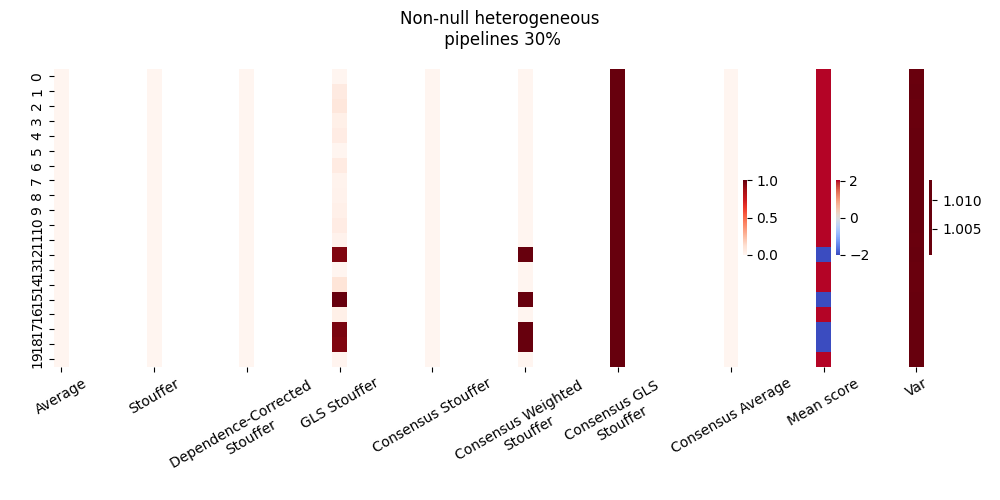 Non-null heterogeneous
pipelines 30%
0
1
2
3
4
5
6
7
8
9
10
11
12
13
14
15
16
17
18
19
1.0
0.5
0.0
2
0
−2
1.010
1.005
Average
Stouffer
Dependence-Corrected
Stouffer
GLS Stouffer
Consensus Stouffer
Consensus Weighted
Stouffer
Consensus GLS
Stouffer
Consensus Average
Mean score
Var